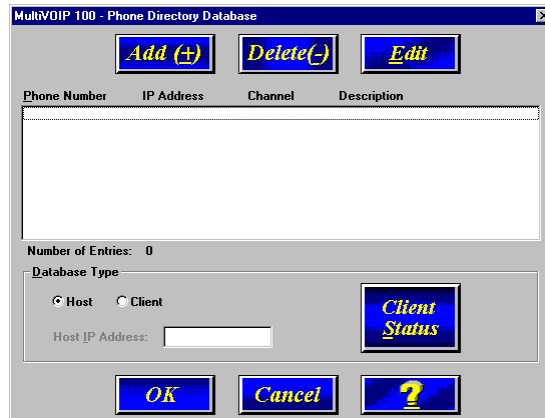 MultiVOIP 100 - Phone Directory Database
Add (+) Delete(-) Edit
Phone Number IP Address Channel Description
Number of Entries: 0
Database Type
Host Client
Client Status
Host IP Address:
OK Cancel ?